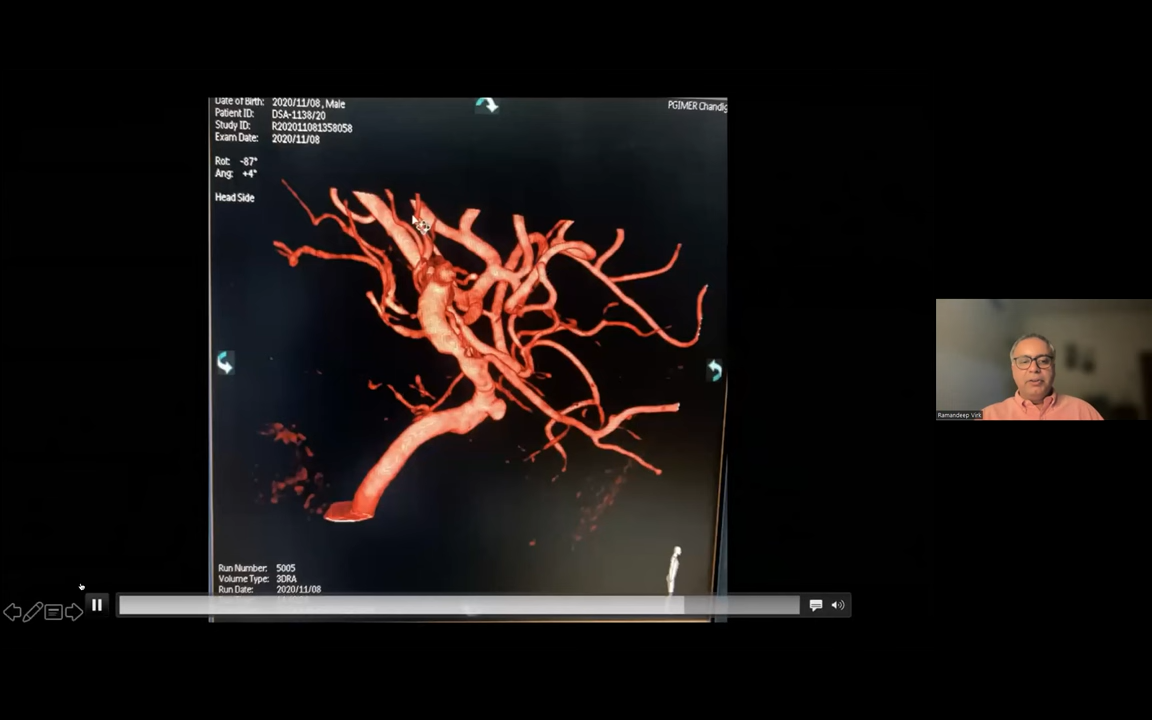 Date of Birth: 2020/11/08, Male
Patient ID: DSA-1138/20
Study ID: R202011081358058
Exam Date: 2020/11/08
PGIMER Chandig
Rot: -87°
Ang: +4°
Head Side
Ramandeep Virk
Run Number: 5005
Volume Type: 3DRA
Run Date: 2020/11/08